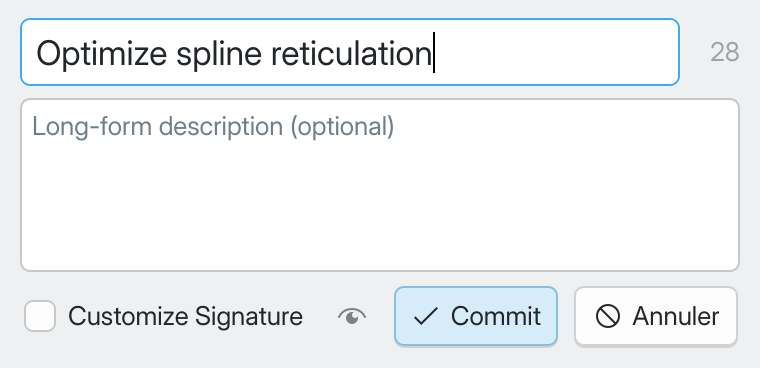 Optimize spline reticulation 28
Long-form description (optional)
Customize Signature Commit Annuler